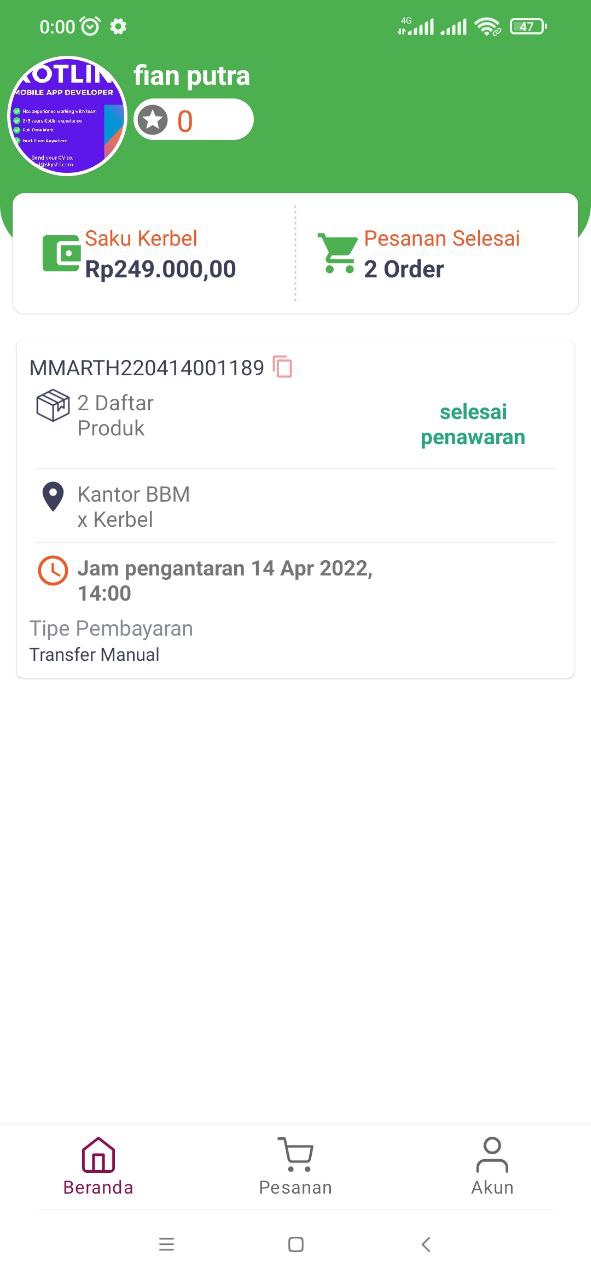 0:00
4G
47
KOTLIN
MOBILE APP DEVELOPER
fian putra
0
Saku Kerbel
Rp249.000,00
Pesanan Selesai
2 Order
MMARTH220414001189
2 Daftar
Produk
selesai
penawaran
Kantor BBM
x Kerbel
Jam pengantaran 14 Apr 2022,
14:00
Tipe Pembayaran
Transfer Manual
Beranda
Pesanan
Akun